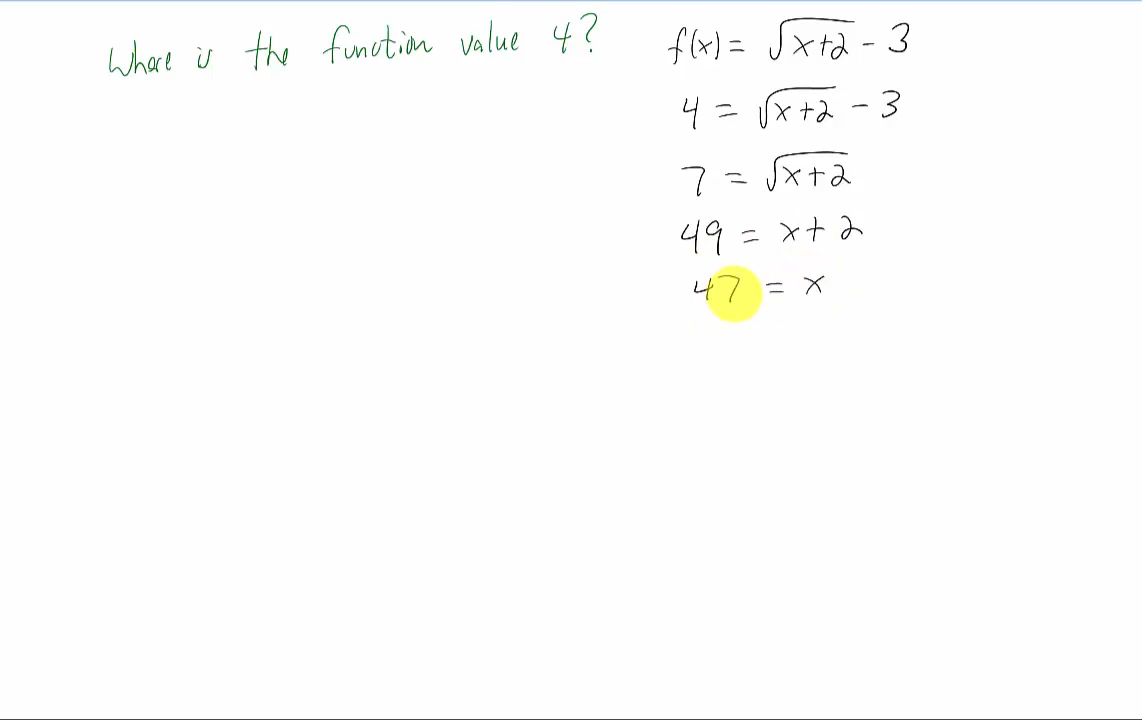 Where is the function value 4?
f(x) = √(x+2) - 3
4 = √(x+2) - 3
7 = √(x+2)
49 = x + 2
47 = x